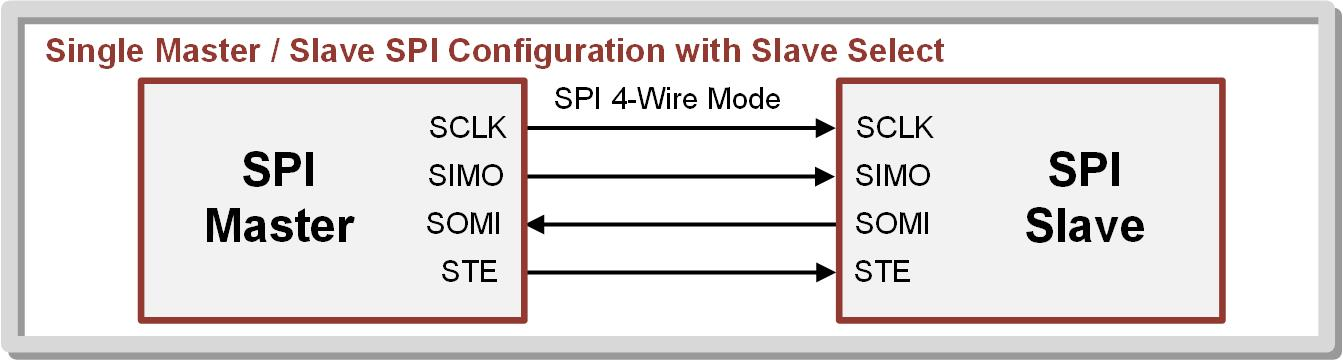 Single Master / Slave SPI Configuration with Slave Select
SPI 4-Wire Mode
SPI
Master
SCLK
SIMO
SOMI
STE
SCLK
SIMO
SOMI
STE
SPI
Slave